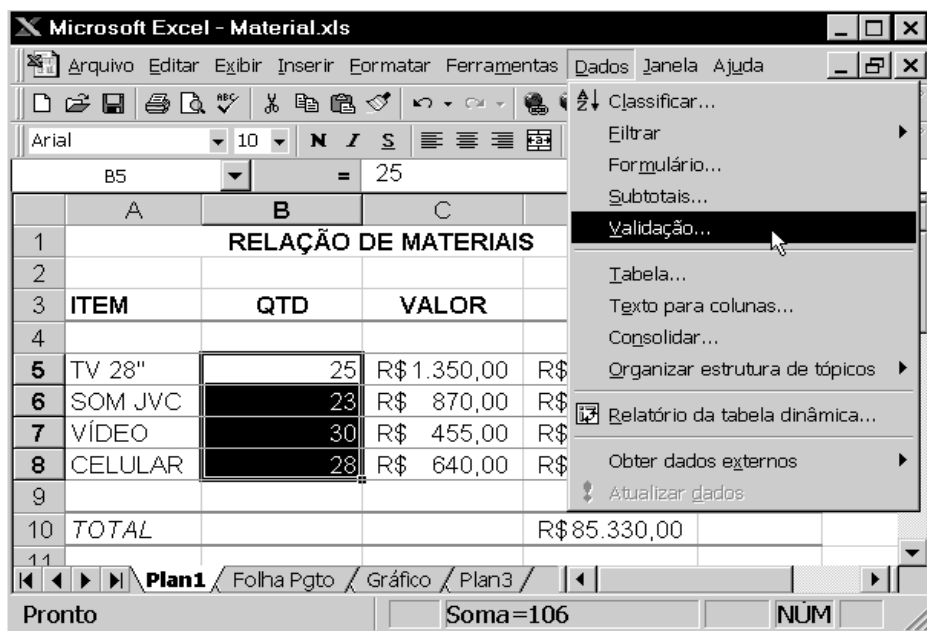 Microsoft Excel - Material.xls
Arquivo Editar Exibir Inserir Formatar Ferramentas Dados Janela Ajuda
Arial 10 N I S
B5 = 25
A B C
1 RELAÇÃO DE MATERIAIS
2
3 ITEM QTD VALOR
4
5 TV 28" 25 R$1.350,00 R$
6 SOM JVC 23 R$ 870,00 R$
7 VÍDEO 30 R$ 455,00 R$
8 CELULAR 28 R$ 640,00 R$
9
10 TOTAL R$85.330,00
11
Classificar...
Filtrar
Formulário...
Subtotais...
Validação...
Tabela...
Texto para colunas...
Consolidar...
Organizar estrutura de tópicos
Relatório da tabela dinâmica...
Obter dados externos
Atualizar dados
Plan1 Folha Pgto Gráfico Plan3
Pronto Soma=106 NÚM